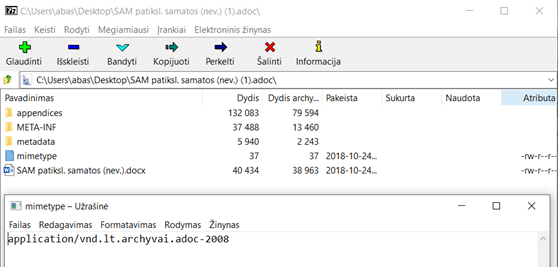 C:\Users\abas\Desktop\SAM patiksl. samatos (nev.) (1).adoc\
Failas Keisti Rodyti Mėgiamiausi Įrankiai Elektroninis žinynas
Glaudinti Išskleisti Bandyti Kopijuoti Perkelti Šalinti Informacija
C:\Users\abas\Desktop\SAM patiksl. samatos (nev.) (1).adoc\
Pavadinimas Dydis Dydis archy... Pakeista Sukurta Naudota Atributa
appendices 132 083 79 594
META-INF 37 488 13 460
metadata 5 940 2 243
mimetype 37 37 2018-10-24... -rw-r--r--
SAM patiksl. samatos (nev.).docx 40 434 38 963 2018-10-24... -rw-r--r--
mimetype – Užrašinė
Failas Redagavimas Formatavimas Rodymas Žinynas
application/vnd.lt.archyvai.adoc-2008